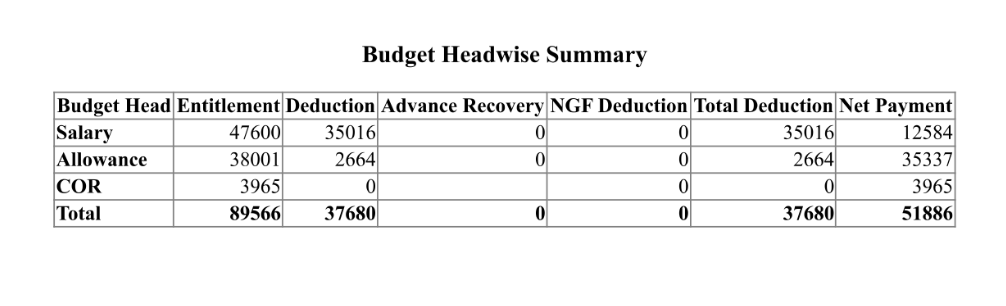 Budget Headwise Summary
Budget Head Entitlement Deduction Advance Recovery NGF Deduction Total Deduction Net Payment
Salary 47600 35016 0 0 35016 12584
Allowance 38001 2664 0 0 2664 35337
COR 3965 0 0 0 3965
Total 89566 37680 0 0 37680 51886